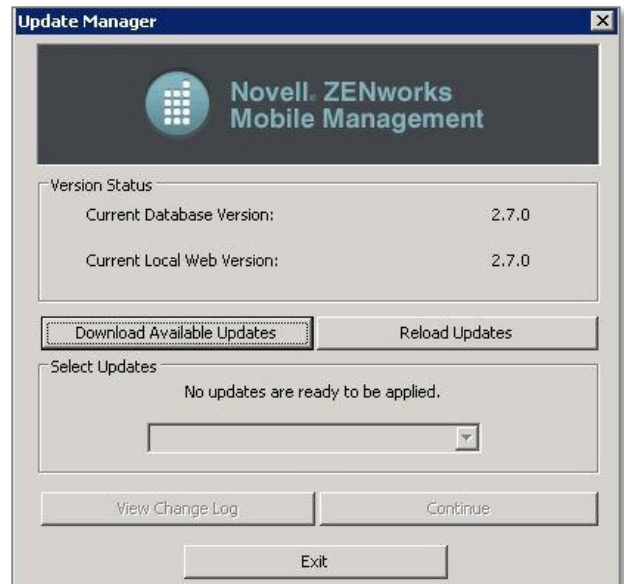 Update Manager
Novell® ZENworks
Mobile Management
Version Status
Current Database Version: 2.7.0
Current Local Web Version: 2.7.0
Download Available Updates Reload Updates
Select Updates
No updates are ready to be applied.
View Change Log Continue
Exit